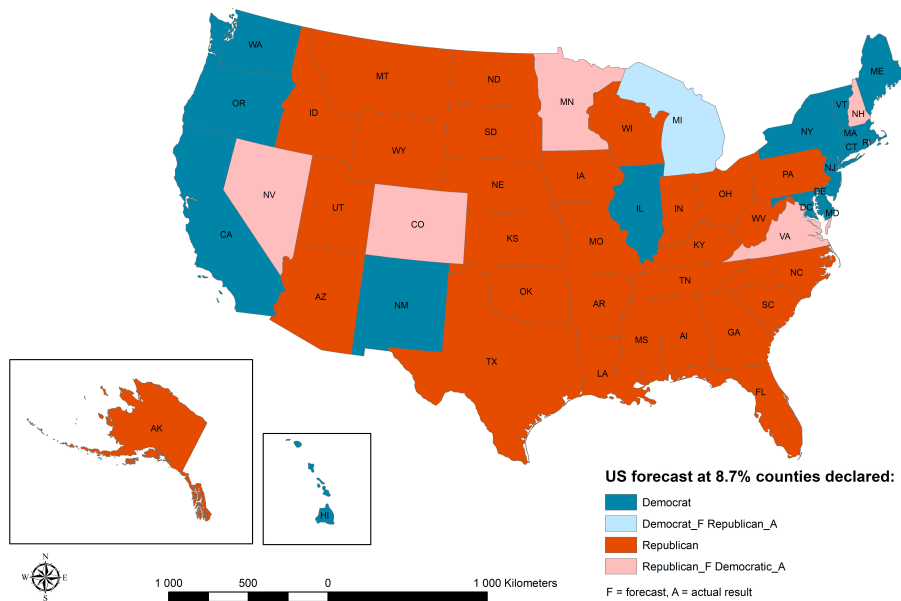 WA
ME
MT
ND
VT
MN
NH
OR
ID
SD
WI
MI
NY
MA
CT
RI
WY
IA
PA
NJ
NE
OH
DE
NV
IL
IN
DC
MD
UT
WV
CO
CA
KS
MO
KY
VA
NC
TN
AZ
OK
NM
AR
SC
MS
Al
GA
TX
LA
FL
AK
HI
US forecast at 8.7% counties declared:
Democrat
Democrat_F Republican_A
Republican
Republican_F Democratic_A
F = forecast, A = actual result
N
W E
S
1 000 500 0 1 000 Kilometers